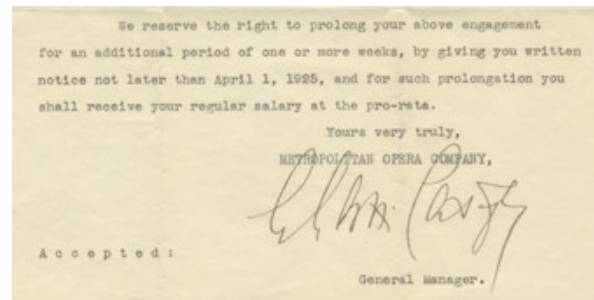 We reserve the right to prolong your above engagement
for an additional period of one or more weeks, by giving you written
notice not later than April 1, 1925, and for such prolongation you
shall receive your regular salary at the pro-rata.
Yours very truly,
METROPOLITAN OPERA COMPANY,
Accepted:
General Manager.